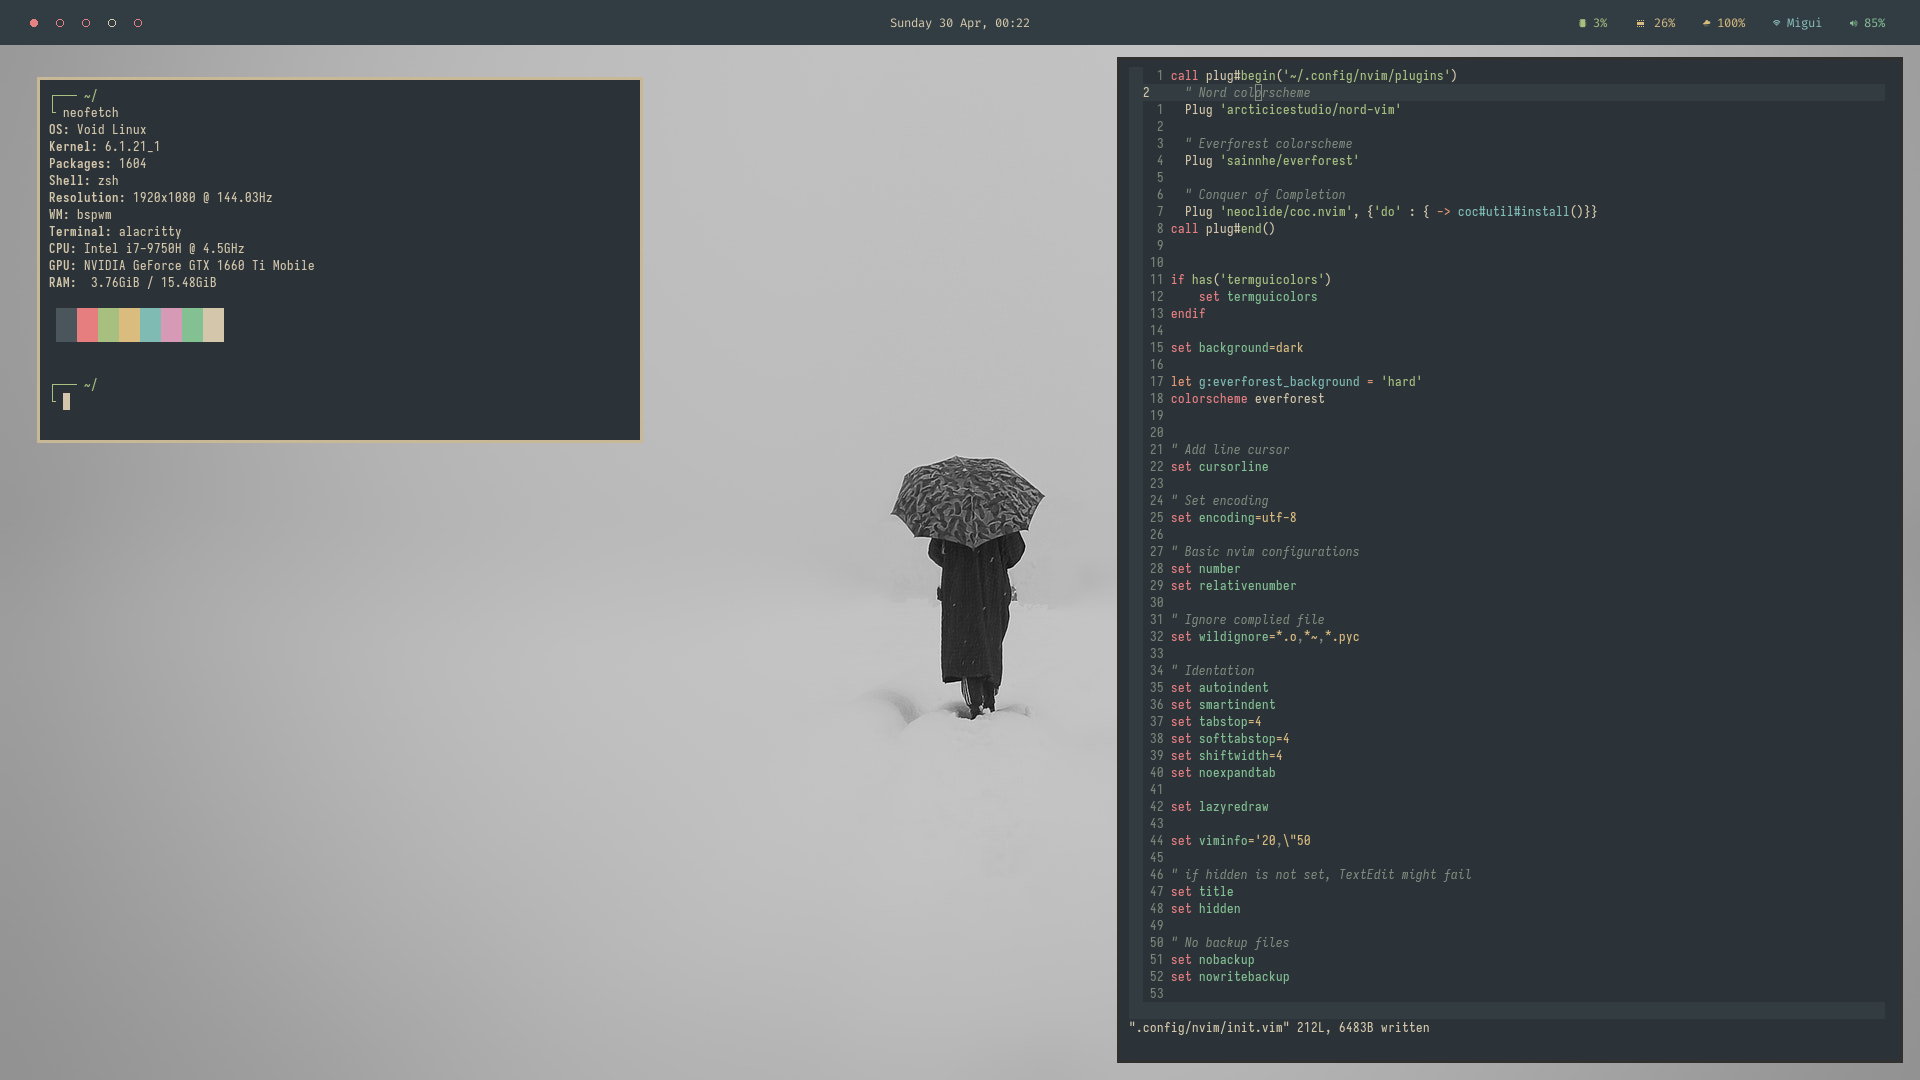 Sunday 30 Apr, 00:22
3% 26% 100% Migui 85%
~/
neofetch
OS: Void Linux
Kernel: 6.1.21_1
Packages: 1604
Shell: zsh
Resolution: 1920x1080 @ 144.03Hz
WM: bspwm
Terminal: alacritty
CPU: Intel i7-9750H @ 4.5GHz
GPU: NVIDIA GeForce GTX 1660 Ti Mobile
RAM: 3.76GiB / 15.48GiB
~/
1 call plug#begin('~/.config/nvim/plugins')
2 " Nord colorscheme
1 Plug 'arcticicestudio/nord-vim'
2
3 " Everforest colorscheme
4 Plug 'sainnhe/everforest'
5
6 " Conquer of Completion
7 Plug 'neoclide/coc.nvim', {'do' : { -> coc#util#install()}}
8 call plug#end()
9
10
11 if has('termguicolors')
12 set termguicolors
13 endif
14
15 set background=dark
16
17 let g:everforest_background = 'hard'
18 colorscheme everforest
19
20
21 " Add line cursor
22 set cursorline
23
24 " Set encoding
25 set encoding=utf-8
26
27 " Basic nvim configurations
28 set number
29 set relativenumber
30
31 " Ignore complied file
32 set wildignore=*.o,*~,*.pyc
33
34 " Identation
35 set autoindent
36 set smartindent
37 set tabstop=4
38 set softtabstop=4
39 set shiftwidth=4
40 set noexpandtab
41
42 set lazyredraw
43
44 set viminfo='20,\"50
45
46 " if hidden is not set, TextEdit might fail
47 set title
48 set hidden
49
50 " No backup files
51 set nobackup
52 set nowritebackup
53
".config/nvim/init.vim" 212L, 6483B written